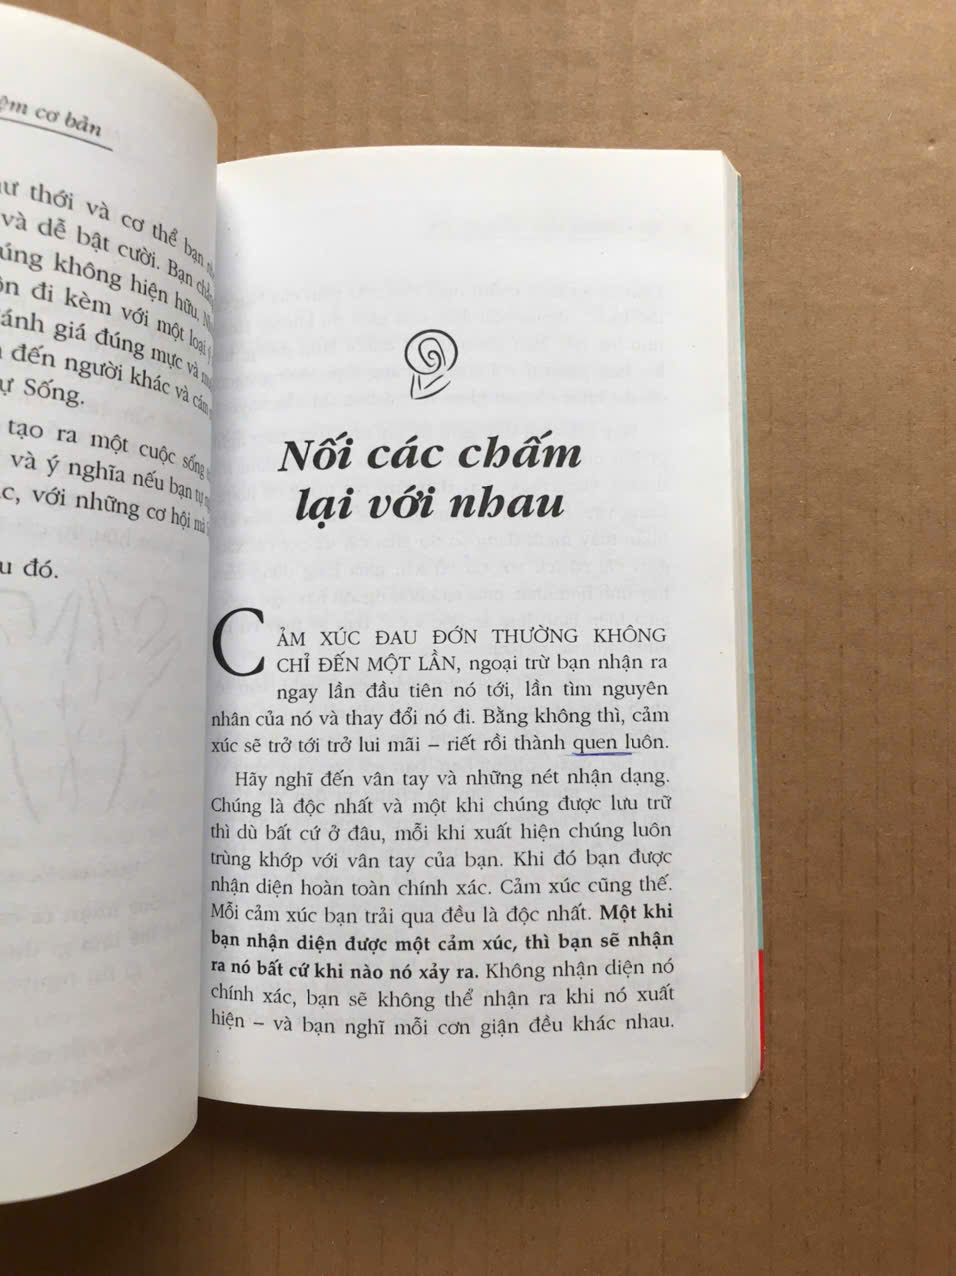 cơ bản
thới và cơ thể bạn
và dễ bật cười. Bạn
không hiện hữu.
đi kèm với một loại
giá đúng mực và
đến người khác và
Sống.
tạo ra một cuộc sống
và ý nghĩa nếu bạn tự
với những cơ hội mà
đó.
Nối các chấm
lại với nhau
CẢM XÚC ĐAU ĐỚN THƯỜNG KHÔNG
CHỈ ĐẾN MỘT LẦN, ngoại trừ bạn nhận ra
ngay lần đầu tiên nó tới, lần tìm nguyên
nhân của nó và thay đổi nó đi. Bằng không thì, cảm
xúc sẽ trở tới trở lui mãi – riết rồi thành quen luôn.
Hãy nghĩ đến vân tay và những nét nhận dạng.
Chúng là độc nhất và một khi chúng được lưu trữ
thì dù bất cứ ở đâu, mỗi khi xuất hiện chúng luôn
trùng khớp với vân tay của bạn. Khi đó bạn được
nhận diện hoàn toàn chính xác. Cảm xúc cũng thế.
Mỗi cảm xúc bạn trải qua đều là độc nhất. Một khi
bạn nhận diện được một cảm xúc, thì bạn sẽ nhận
ra nó bất cứ khi nào nó xảy ra. Không nhận diện nó
chính xác, bạn sẽ không thể nhận ra khi nó xuất
hiện – và bạn nghĩ mỗi cơn giận đều khác nhau.